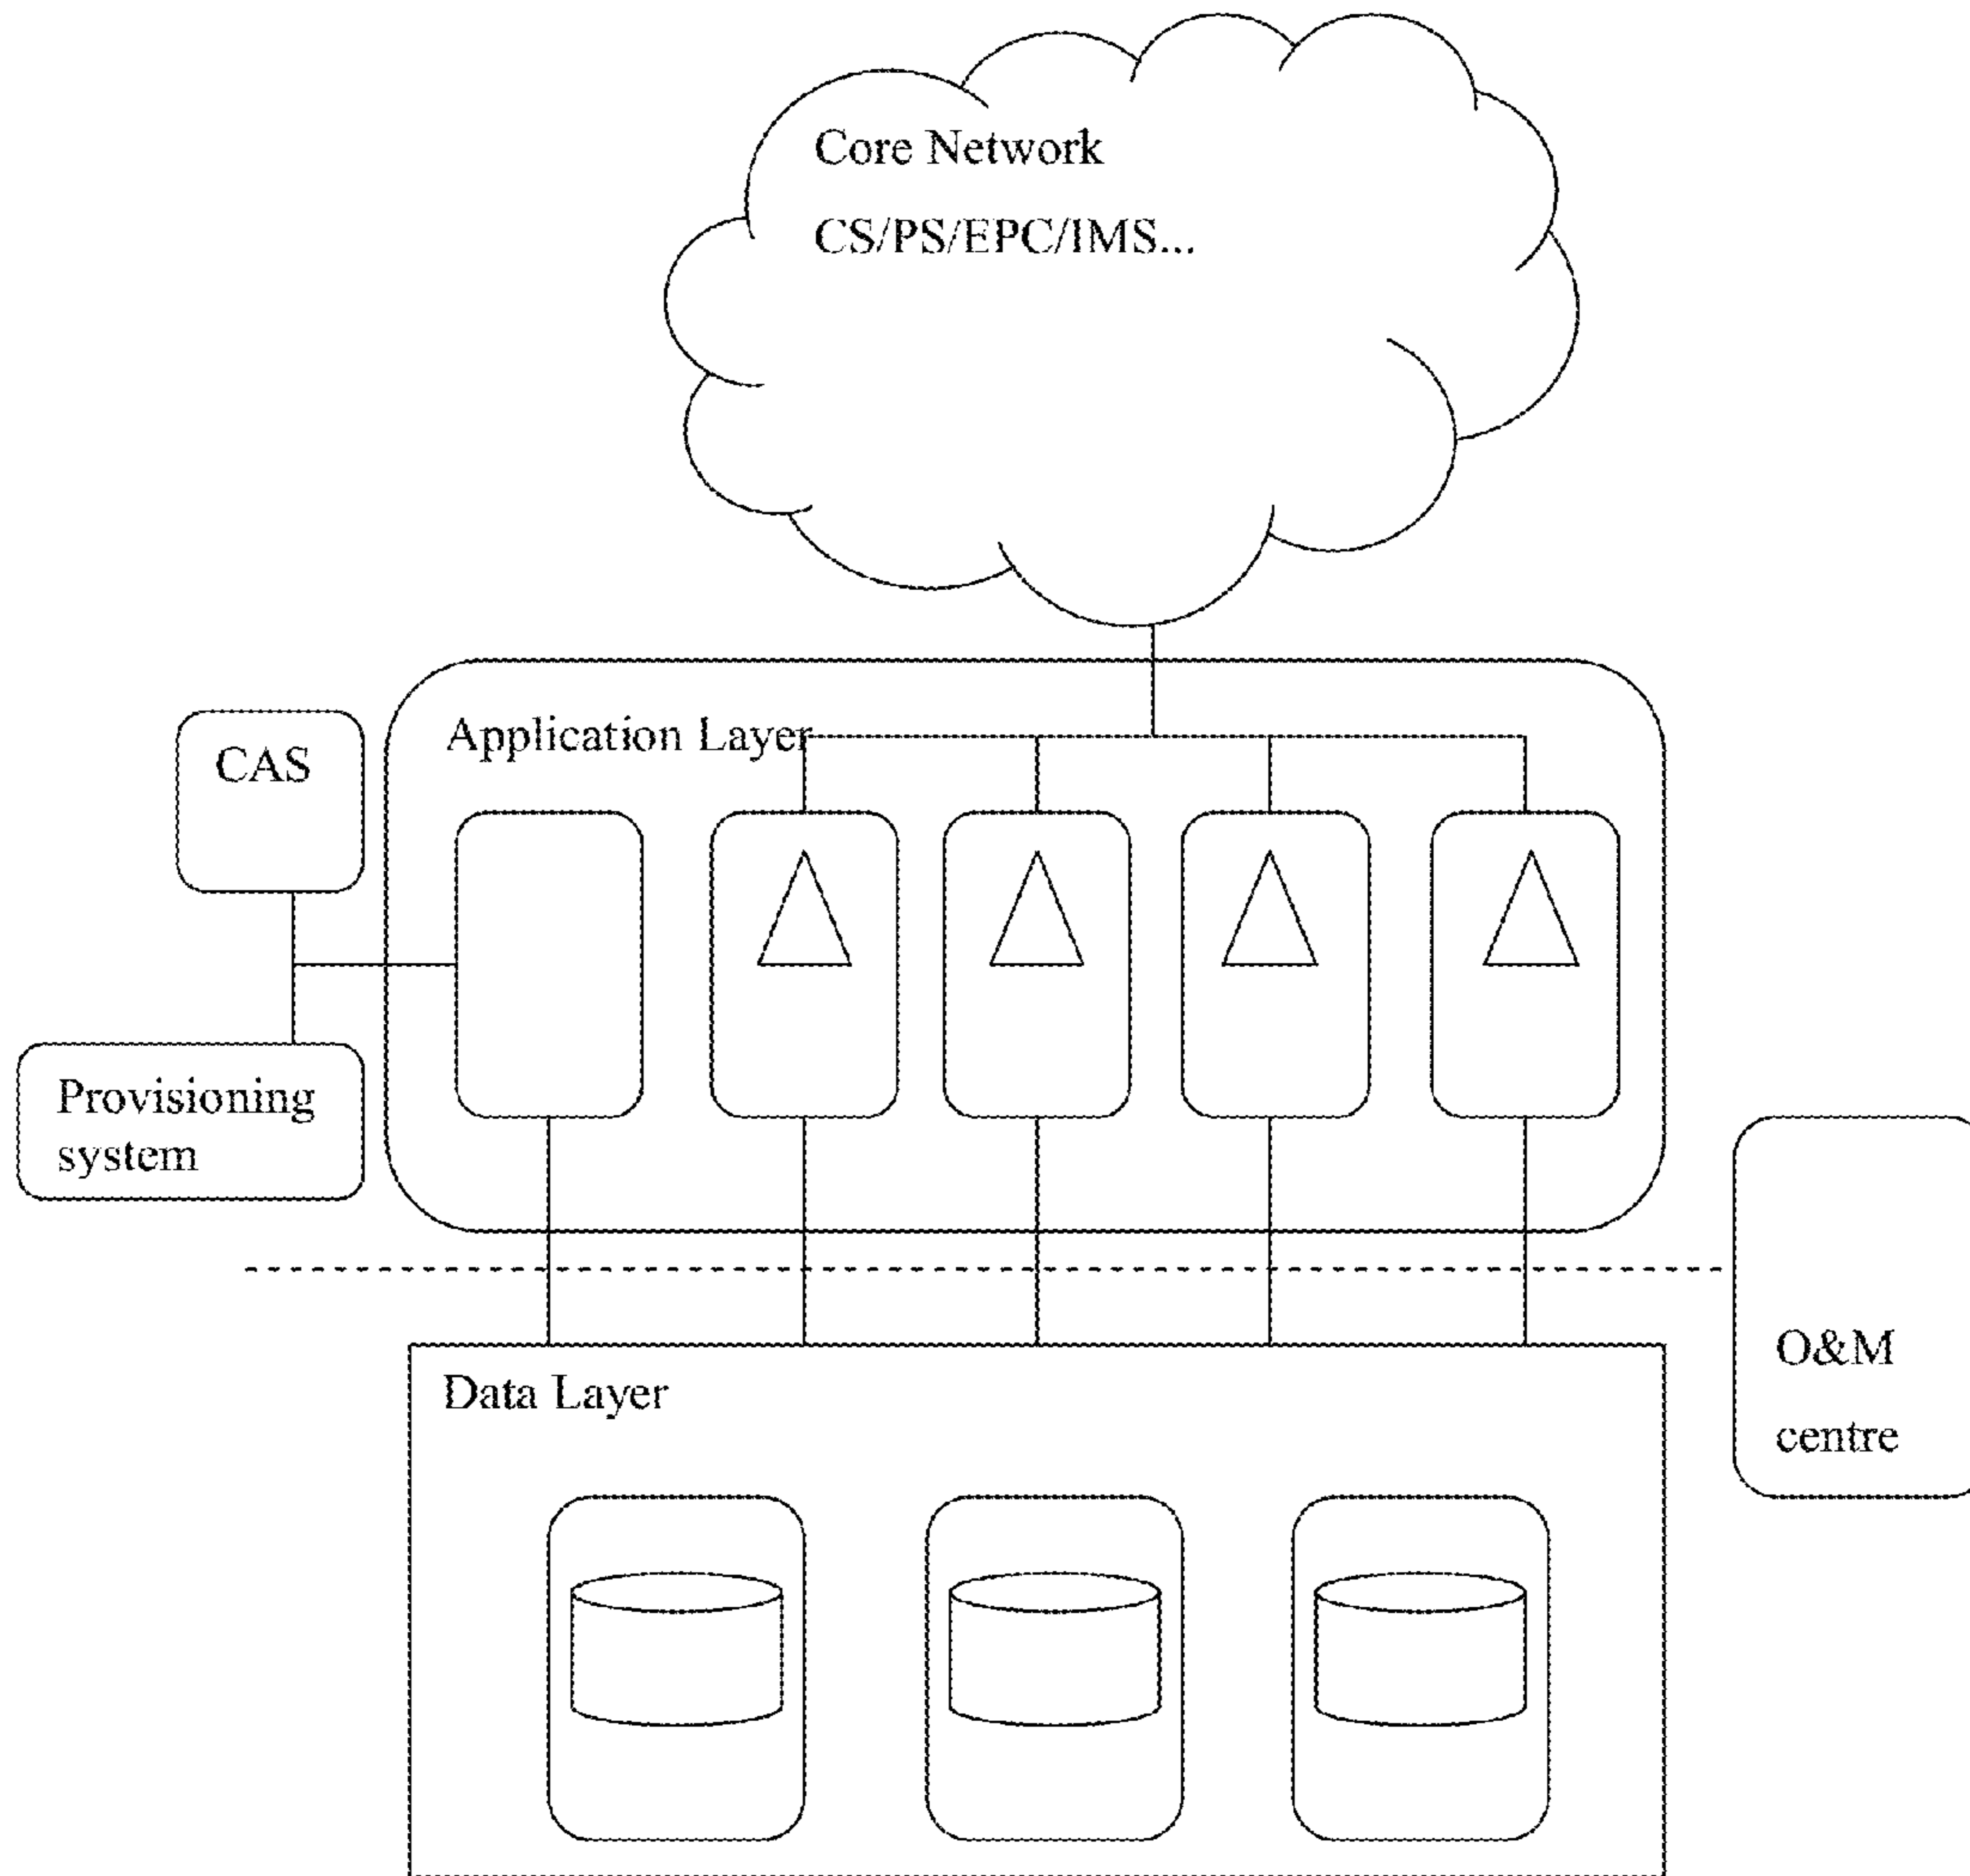 Core Network
CS/PS/EPC/IMS...
Application Layer
CAS
Provisioning
system
Data Layer
O&M
centre